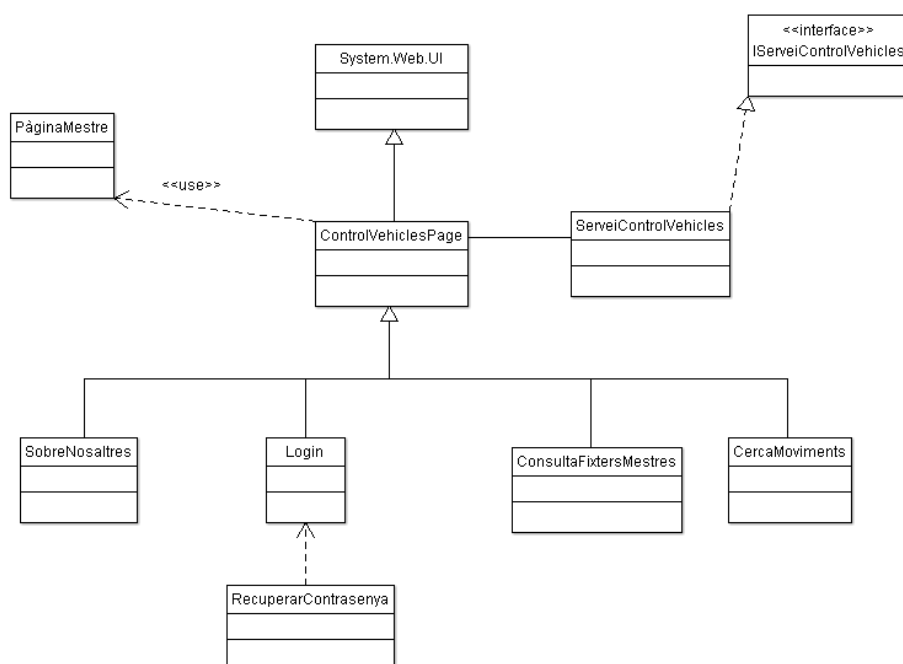 <<interface>>
IServeiControlVehicles
System.Web.UI
PàginaMestre
<<use>>
ControlVehiclesPage
ServeiControlVehicles
SobreNosaltres
Login
ConsultaFixtersMestres
CercaMoviments
RecuperarContrasenya